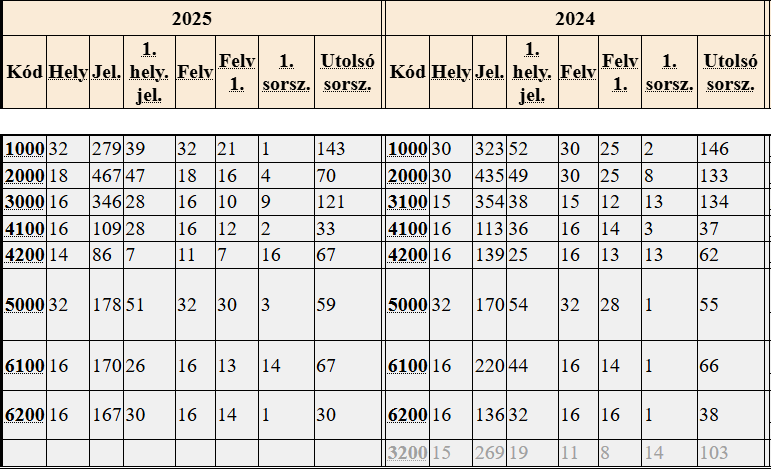 2025 2024
Kód Hely Jel. 1. hely. jel. Felv Felv 1. 1. sorsz. Utolsó sorsz. Kód Hely Jel. 1. hely. jel. Felv Felv 1. 1. sorsz. Utolsó sorsz.
1000 32 279 39 32 21 1 143 1000 30 323 52 30 25 2 146
2000 18 467 47 18 16 4 70 2000 30 435 49 30 25 8 133
3000 16 346 28 16 10 9 121 3100 15 354 38 15 12 13 134
4100 16 109 28 16 12 2 33 4100 16 113 36 16 14 3 37
4200 14 86 7 11 7 16 67 4200 16 139 25 16 13 13 62
5000 32 178 51 32 30 3 59 5000 32 170 54 32 28 1 55
6100 16 170 26 16 13 14 67 6100 16 220 44 16 14 1 66
6200 16 167 30 16 14 1 30 6200 16 136 32 16 16 1 38
3200 15 269 19 11 8 14 103